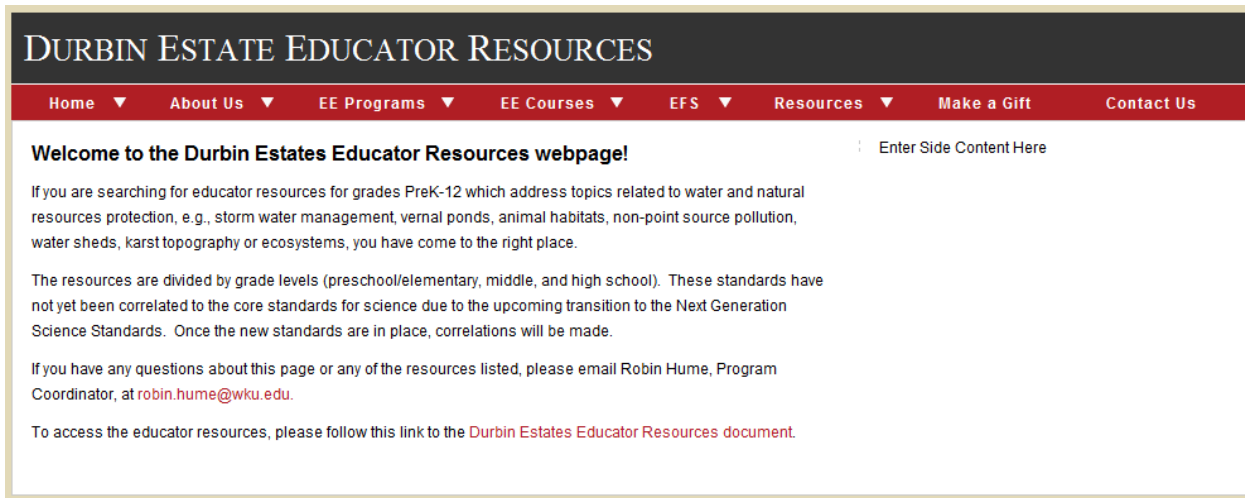 DURBIN ESTATE EDUCATOR RESOURCES
Home ▼ About Us ▼ EE Programs ▼ EE Courses ▼ EFS ▼ Resources ▼ Make a Gift Contact Us
Welcome to the Durbin Estates Educator Resources webpage!
Enter Side Content Here
If you are searching for educator resources for grades PreK-12 which address topics related to water and natural
resources protection, e.g., storm water management, vernal ponds, animal habitats, non-point source pollution,
water sheds, karst topography or ecosystems, you have come to the right place.
The resources are divided by grade levels (preschool/elementary, middle, and high school). These standards have
not yet been correlated to the core standards for science due to the upcoming transition to the Next Generation
Science Standards. Once the new standards are in place, correlations will be made.
If you have any questions about this page or any of the resources listed, please email Robin Hume, Program
Coordinator, at robin.hume@wku.edu.
To access the educator resources, please follow this link to the Durbin Estates Educator Resources document.